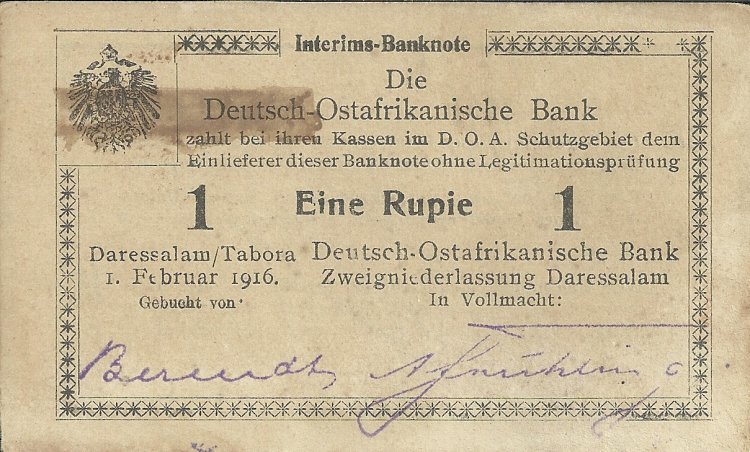 Interims-Banknote
Die
Deutsch-Ostafrikanische Bank
zahlt bei ihren Kassen im D. O. A. Schutzgebiet dem
Einlieferer dieser Banknote ohne Legitimationsprüfung
1 Eine Rupie 1
Daressalam/Tabora
1. Februar 1916.
Gebucht von:
Deutsch-Ostafrikanische Bank
Zweigniederlassung Daressalam
In Vollmacht:
Berendt